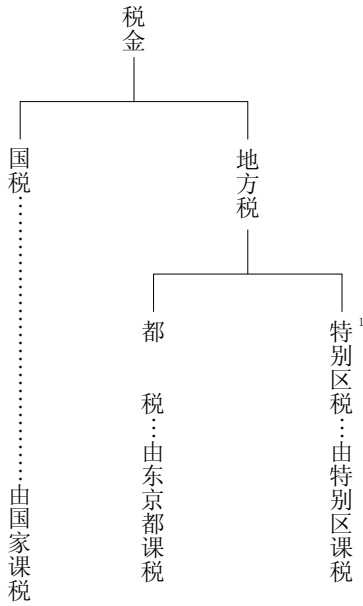 税金
国税……………………………由国家课税
地方税
都　　税…由东京都课税
特别区税…由特别区课税
1